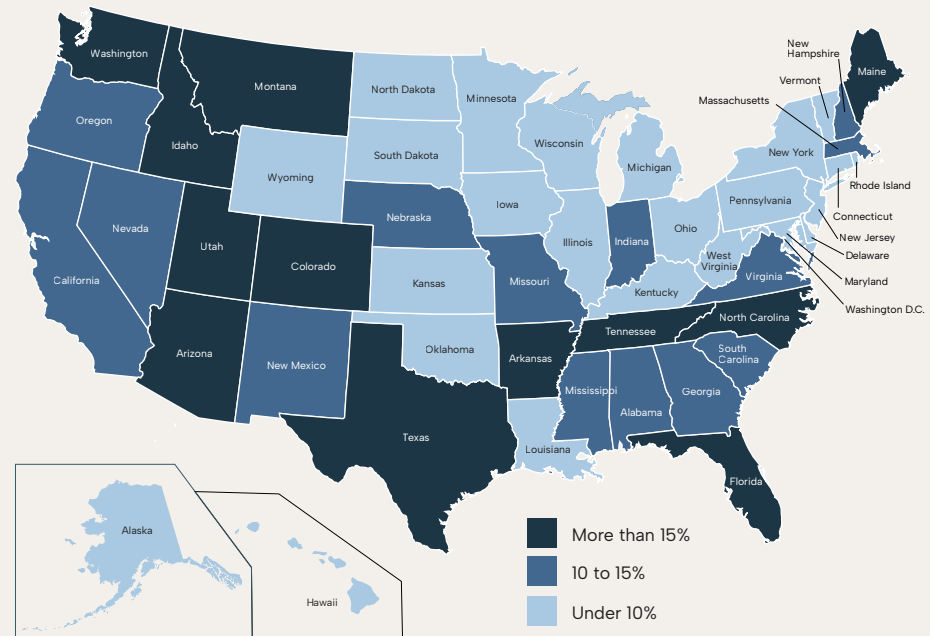 New
Hampshire
Washington
Maine
Vermont
Montana
North Dakota
Minnesota
Massachusetts
Oregon
Idaho
Wisconsin
South Dakota
New York
Michigan
Wyoming
Rhode Island
Iowa
Pennsylvania
Nebraska
Connecticut
Nevada
Ohio
Utah
Illinois
Indiana
New Jersey
Colorado
West
Virginia
Delaware
California
Kansas
Missouri
Virginia
Maryland
Kentucky
Washington D.C.
North Carolina
Tennessee
Arizona
Oklahoma
Arkansas
South
Carolina
New Mexico
Mississippi
Georgia
Alabama
Texas
Louisiana
Florida
Alaska
Hawaii
More than 15%
10 to 15%
Under 10%